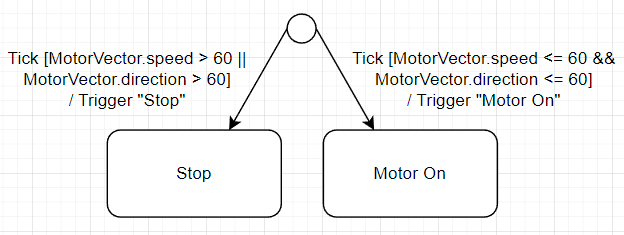 Tick [MotorVector.speed > 60 ||
MotorVector.direction > 60]
/ Trigger "Stop"
Tick [MotorVector.speed <= 60 &&
MotorVector.direction <= 60]
/ Trigger "Motor On"
Stop
Motor On